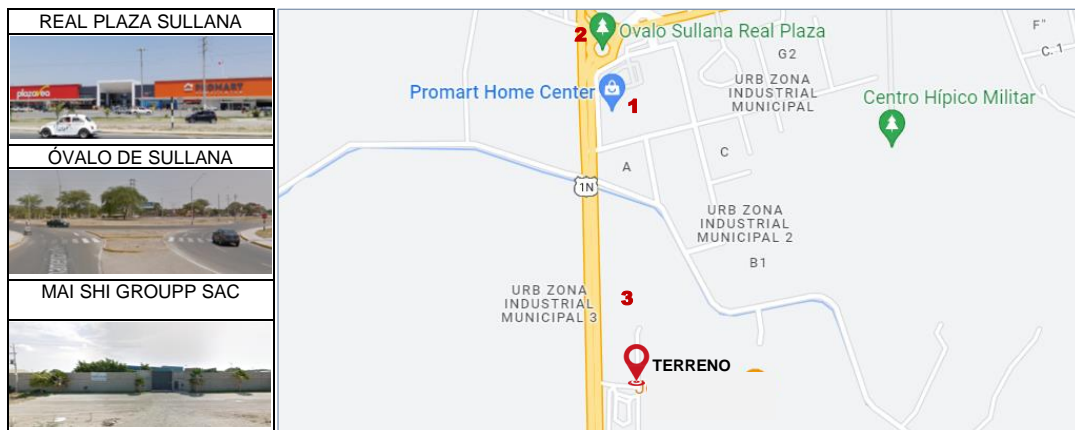 REAL PLAZA SULLANA
plazavea
PROMART
ÓVALO DE SULLANA
MAI SHI GROUPP SAC
2
Ovalo Sullana Real Plaza
F"
C. 1
G2
URB ZONA
INDUSTRIAL
MUNICIPAL
Promart Home Center
1
Centro Hípico Militar
A
C
1N
URB ZONA
INDUSTRIAL
MUNICIPAL 2
B1
URB ZONA
INDUSTRIAL
MUNICIPAL 3
3
TERRENO